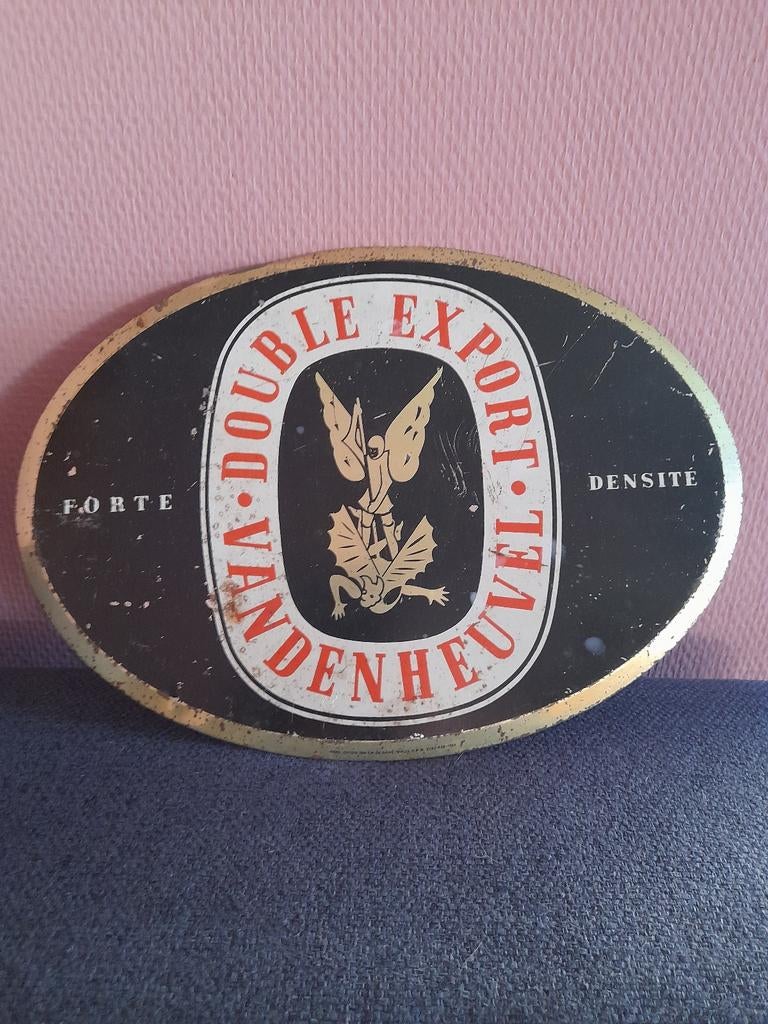 DOUBLE EXPORT
• VANDENHEUVEL •
FORTE
DENSITÉ